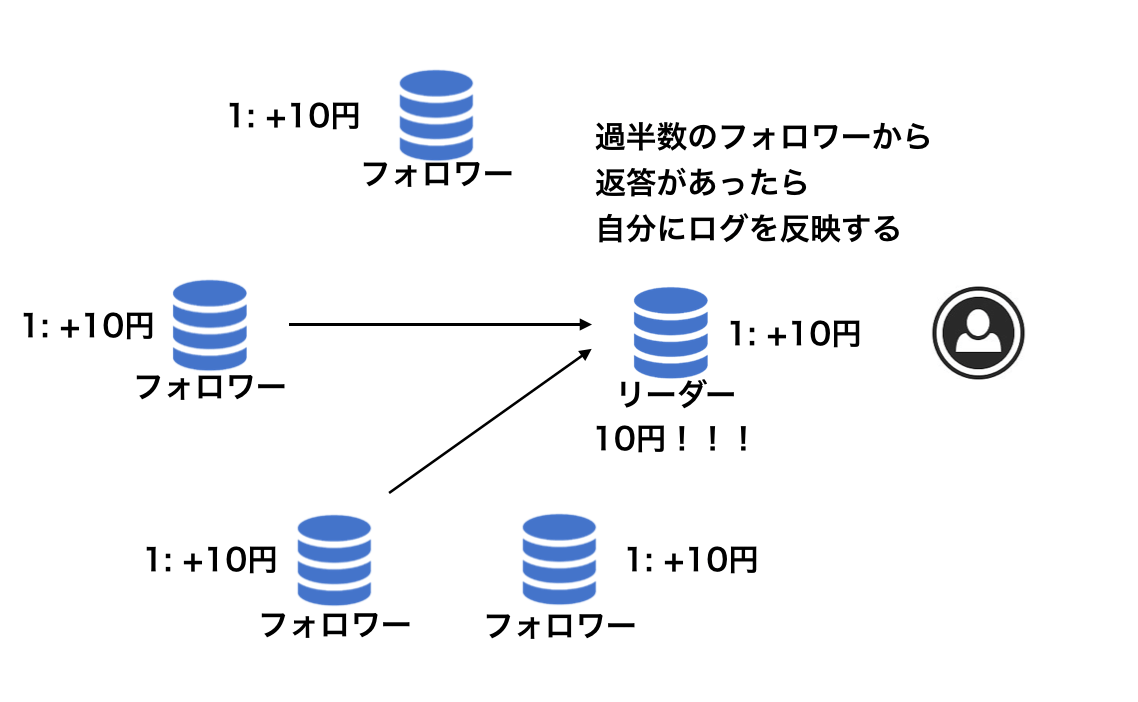 1: +10円
フォロワー
過半数のフォロワーから
返答があったら
自分にログを反映する
1: +10円
フォロワー
1: +10円
リーダー
10円！！！
1: +10円
フォロワー
1: +10円
フォロワー